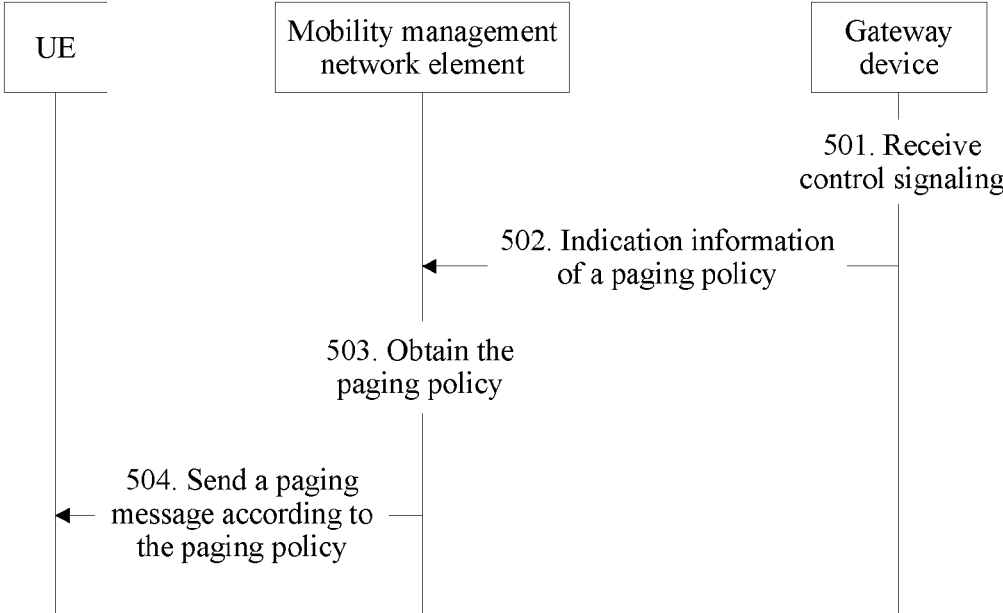 UE
Mobility management
network element
Gateway
device
501. Receive
control signaling
502. Indication information
of a paging policy
503. Obtain the
paging policy
504. Send a paging
message according to
the paging policy